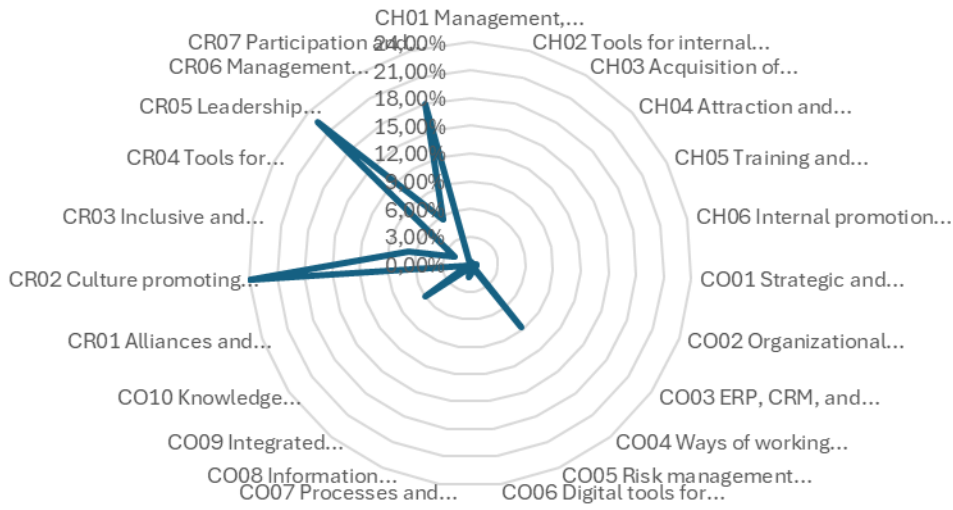 CH01 Management,...
CH02 Tools for internal...
CH03 Acquisition of...
CH04 Attraction and...
CH05 Training and...
CH06 Internal promotion...
CO01 Strategic and...
CO02 Organizational...
CO03 ERP, CRM, and...
CO04 Ways of working...
CO05 Risk management...
CO06 Digital tools for...
CO07 Processes and...
CO08 Information...
CO09 Integrated...
CO10 Knowledge...
CR01 Alliances and...
CR02 Culture promoting...
CR03 Inclusive and...
CR04 Tools for...
CR05 Leadership...
CR06 Management...
CR07 Participation and...
24,00%
21,00%
18,00%
15,00%
12,00%
9,00%
6,00%
3,00%
0,00%